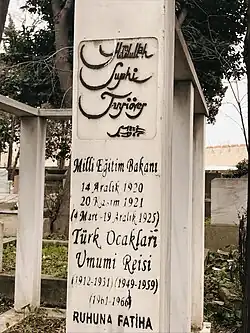 Hamdullah
Suphi
Tanrıöver
Milli Eğitim Bakanı
14 Aralık 1920
20 Kasım 1921
(4 Mart - 19 Aralık 1925)
Türk Ocakları
Umumi Reisi
(1912-1931) (1949-1959)
(1961-1966)
RUHUNA FATİHA